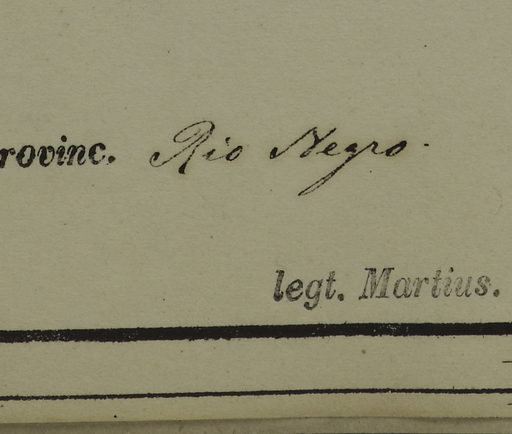 rovinc. Rio Negro.
legt. Martius.